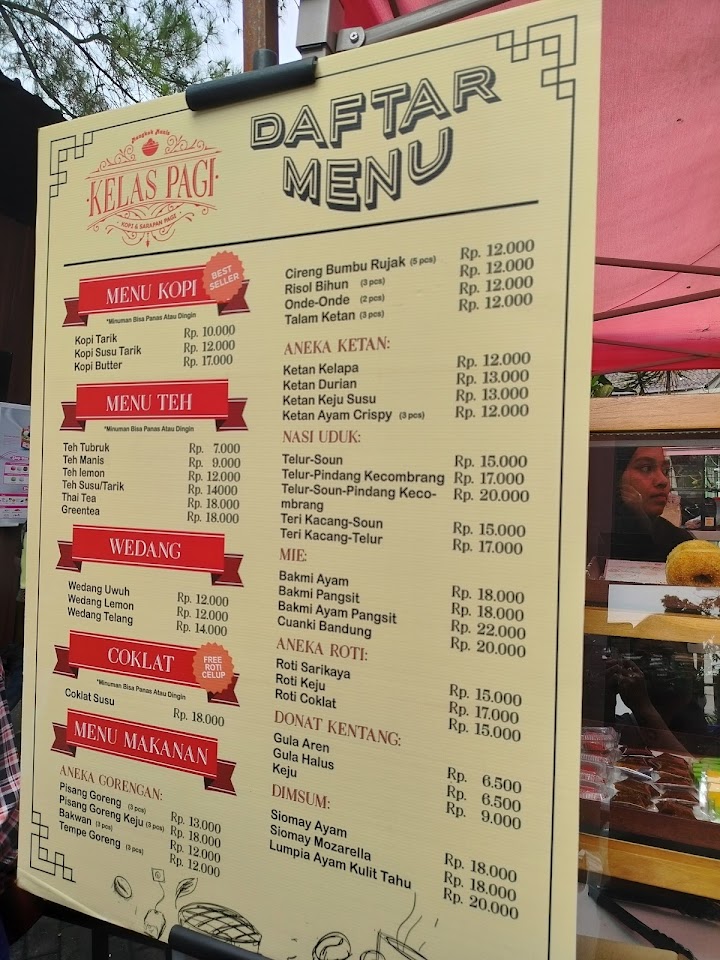 Bangkok Manis
KELAS PAGI
KOPI & SARAPAN PAGI
DAFTAR
MENU
MENU KOPI
BEST
SELLER
*Minuman Bisa Panas Atau Dingin
Kopi Tarik Rp. 10.000
Kopi Susu Tarik Rp. 12.000
Kopi Butter Rp. 17.000
MENU TEH
*Minuman Bisa Panas Atau Dingin
Teh Tubruk Rp. 7.000
Teh Manis Rp. 9.000
Teh lemon Rp. 12.000
Teh Susu/Tarik Rp. 14000
Thai Tea Rp. 18.000
Greentea Rp. 18.000
WEDANG
Wedang Uwuh Rp. 12.000
Wedang Lemon Rp. 12.000
Wedang Telang Rp. 14.000
COKLAT
FREE
ROTI
CELUP
*Minuman Bisa Panas Atau Dingin
Coklat Susu Rp. 18.000
MENU MAKANAN
ANEKA GORENGAN:
Pisang Goreng (3 pcs) Rp. 13.000
Pisang Goreng Keju (3 pcs) Rp. 18.000
Bakwan (3 pcs) Rp. 12.000
Tempe Goreng (3 pcs) Rp. 12.000
Cireng Bumbu Rujak (5 pcs) Rp. 12.000
Risol Bihun (3 pcs) Rp. 12.000
Onde-Onde (2 pcs) Rp. 12.000
Talam Ketan (3 pcs) Rp. 12.000
ANEKA KETAN:
Ketan Kelapa Rp. 12.000
Ketan Durian Rp. 13.000
Ketan Keju Susu Rp. 13.000
Ketan Ayam Crispy (3 pcs) Rp. 12.000
NASI UDUK:
Telur-Soun Rp. 15.000
Telur-Pindang Kecombrang Rp. 17.000
Telur-Soun-Pindang Keco- Rp. 20.000
mbrang
Teri Kacang-Soun Rp. 15.000
Teri Kacang-Telur Rp. 17.000
MIE:
Bakmi Ayam Rp. 18.000
Bakmi Pangsit Rp. 18.000
Bakmi Ayam Pangsit Rp. 22.000
Cuanki Bandung Rp. 20.000
ANEKA ROTI:
Roti Sarikaya Rp. 15.000
Roti Keju Rp. 17.000
Roti Coklat Rp. 15.000
DONAT KENTANG:
Gula Aren Rp. 6.500
Gula Halus Rp. 6.500
Keju Rp. 9.000
DIMSUM:
Siomay Ayam Rp. 18.000
Siomay Mozarella Rp. 18.000
Lumpia Ayam Kulit Tahu Rp. 20.000